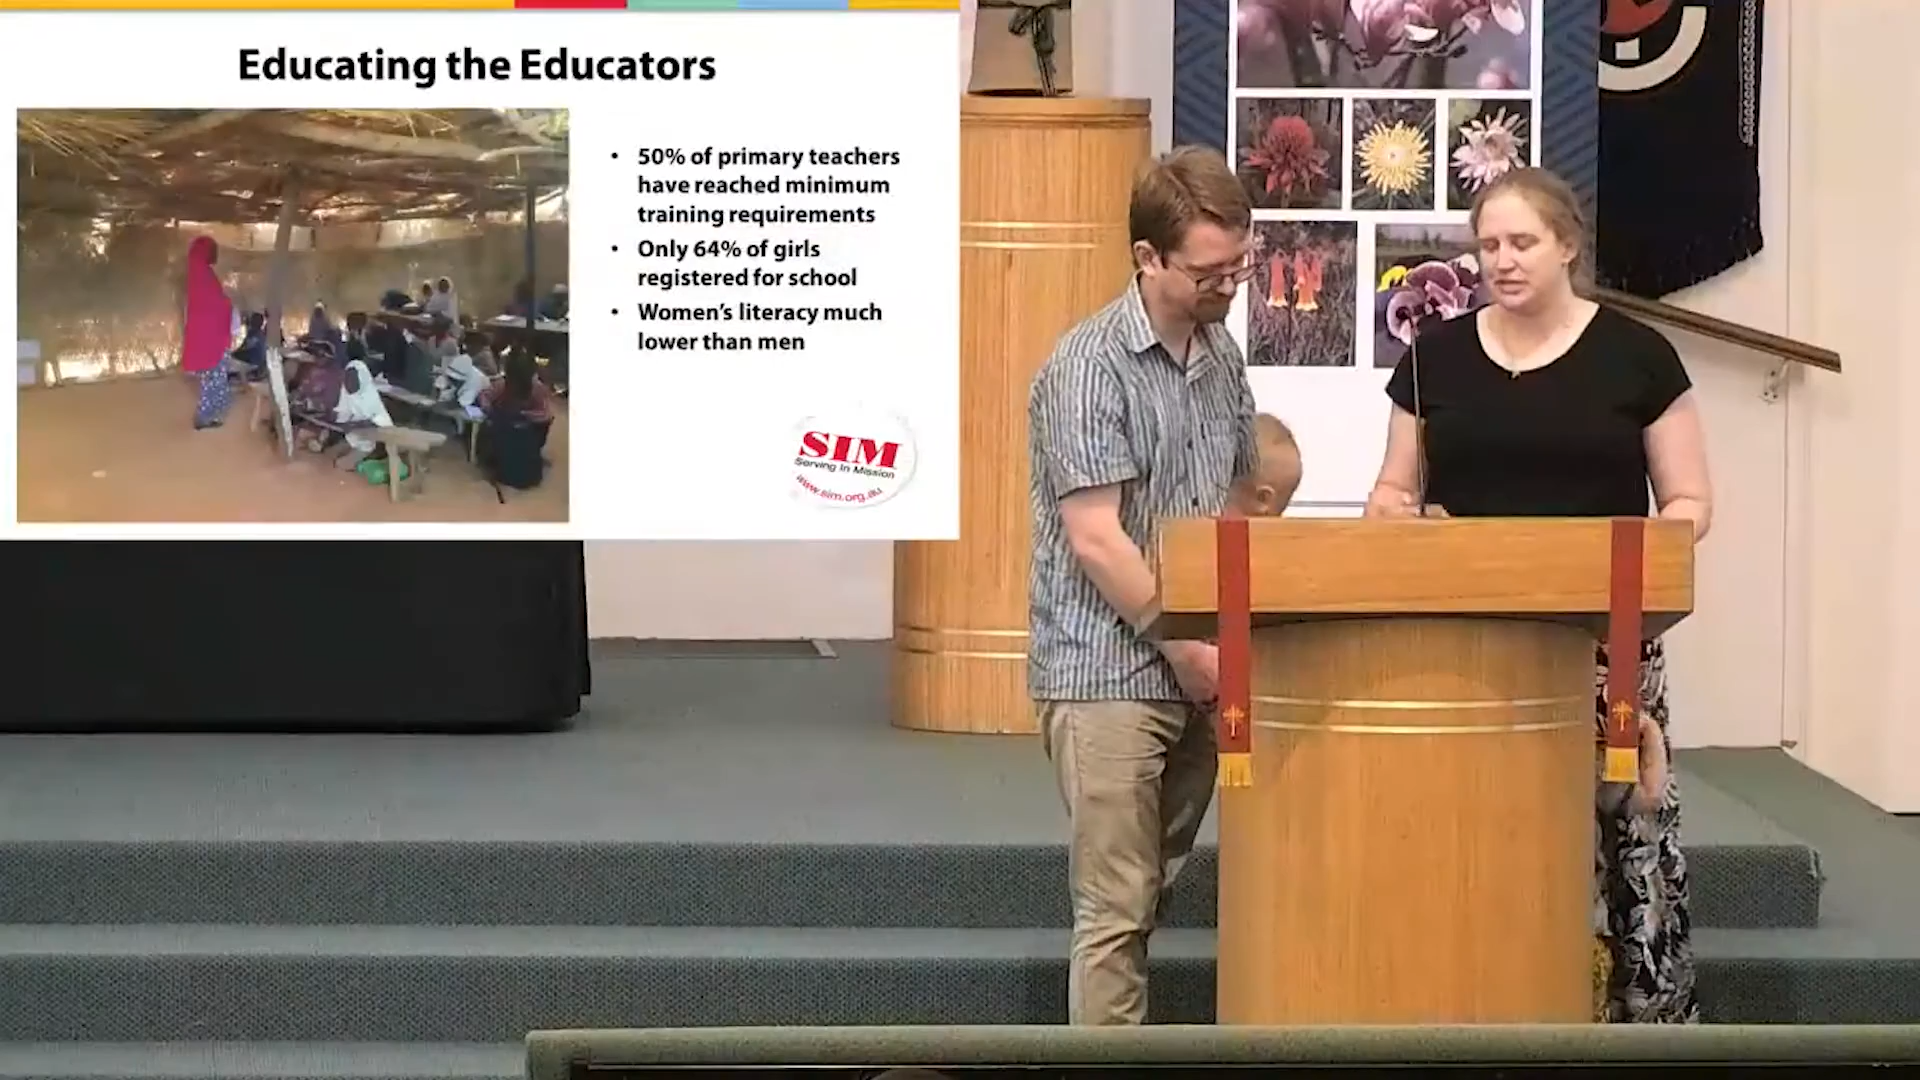 Educating the Educators
• 50% of primary teachers
have reached minimum
training requirements
• Only 64% of girls
registered for school
• Women's literacy much
lower than men
SIM
Serving In Mission
www.sim.org.au